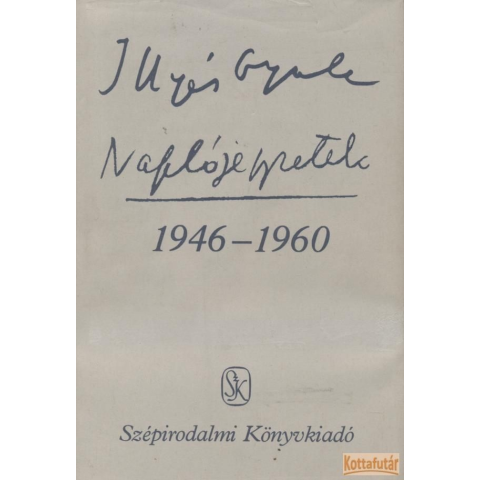 Illyés Gyula
Naplójegyzetek
1946–1960
SzK
Szépirodalmi Könyvkiadó
Kottafutár